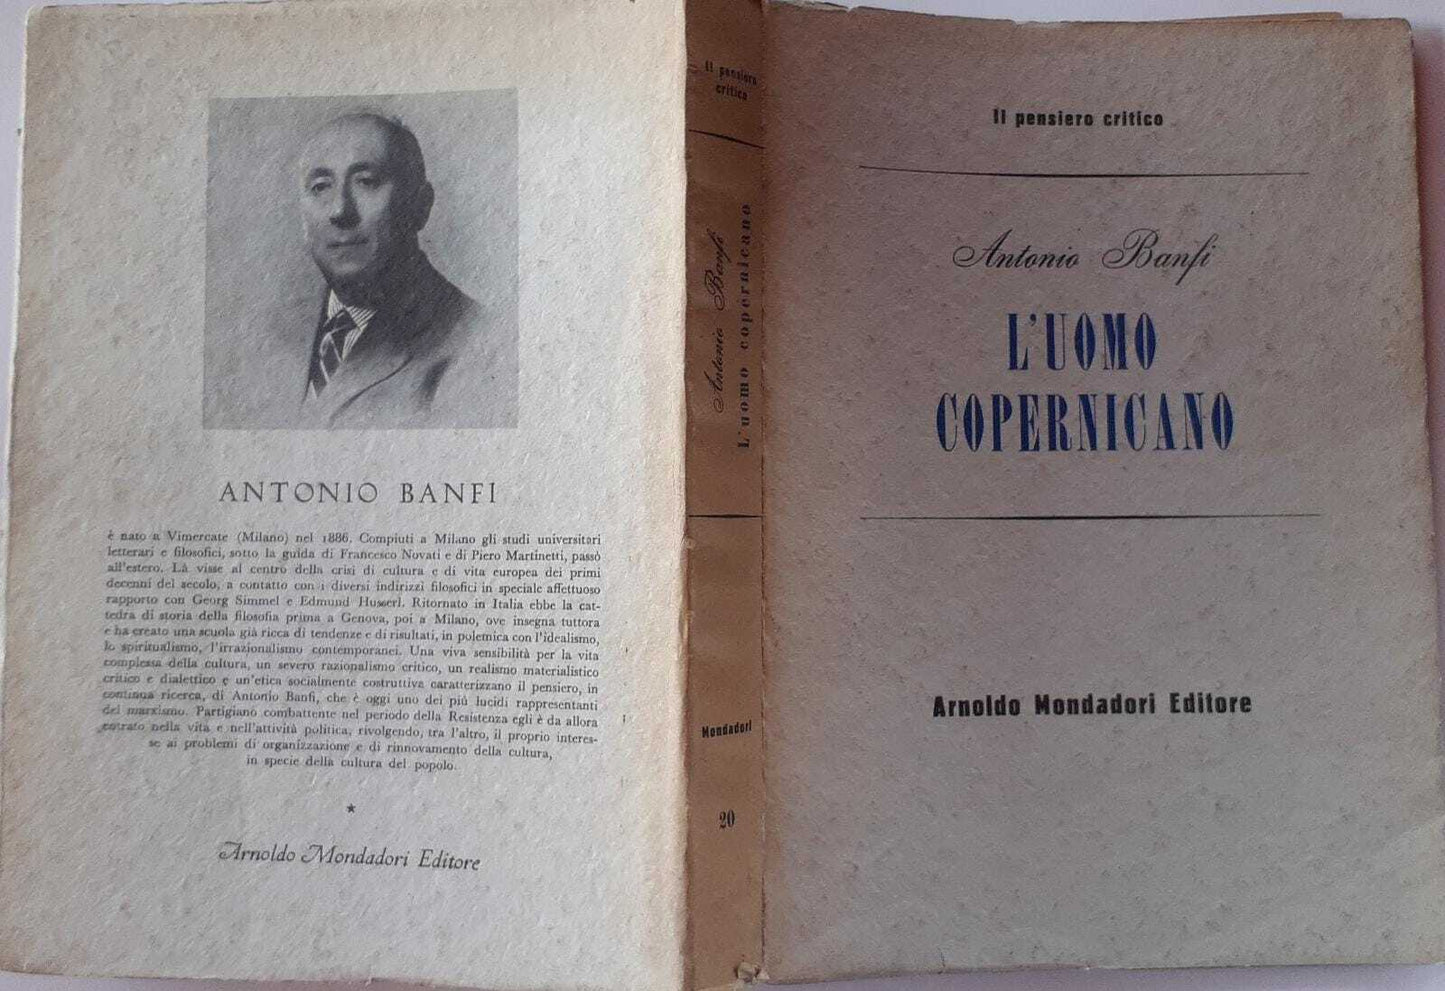 ANTONIO BANFI
è nato a Vimercate (Milano) nel 1886. Compiuti a Milano gli studi universitari
letterari e filosofici, sotto la guida di Francesco Novati e di Piero Martinetti, passò
all'estero. Là visse al centro della crisi di cultura e di vita europea dei primi
decenni del secolo, a contatto con i diversi indirizzi filosofici in speciale affettuoso
rapporto con Georg Simmel e Edmund Husserl. Ritornato in Italia ebbe la cat-
tedra di storia della filosofia prima a Genova, poi a Milano, ove insegna tuttora
e ha creato una scuola già ricca di tendenze e di risultati, in polemica con l'idealismo,
lo spiritualismo, l'irrazionalismo contemporanei. Una viva sensibilità per la vita
complessa della cultura, un severo razionalismo critico, un realismo materialistico
critico e dialettico e un'etica socialmente costruttiva caratterizzano il pensiero, in
continua ricerca, di Antonio Banfi, che è oggi uno dei più lucidi rappresentanti
del marxismo. Partigiano combattente nel periodo della Resistenza egli è da allora
entrato nella vita e nell'attività politica, rivolgendo, tra l'altro, il proprio interes-
se ai problemi di organizzazione e di rinnovamento della cultura,
in specie della cultura del popolo.
*
Arnoldo Mondadori Editore
Il pensiero
critico
Antonio Banfi
L'uomo copernicano
Mondadori
20
Il pensiero critico
Antonio Banfi
L'UOMO
COPERNICANO
Arnoldo Mondadori Editore